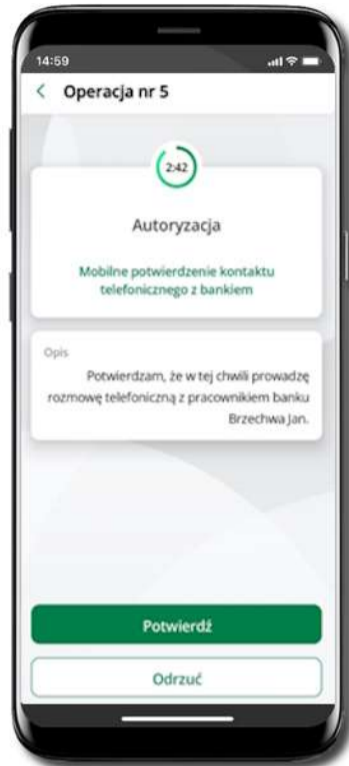 14:59
Operacja nr 5
2:42
Autoryzacja
Mobilne potwierdzenie kontaktu
telefonicznego z bankiem
Opis
Potwierdzam, że w tej chwili prowadzę
rozmowę telefoniczną z pracownikiem banku
Brzechwa Jan.
Potwierdź
Odrzuć